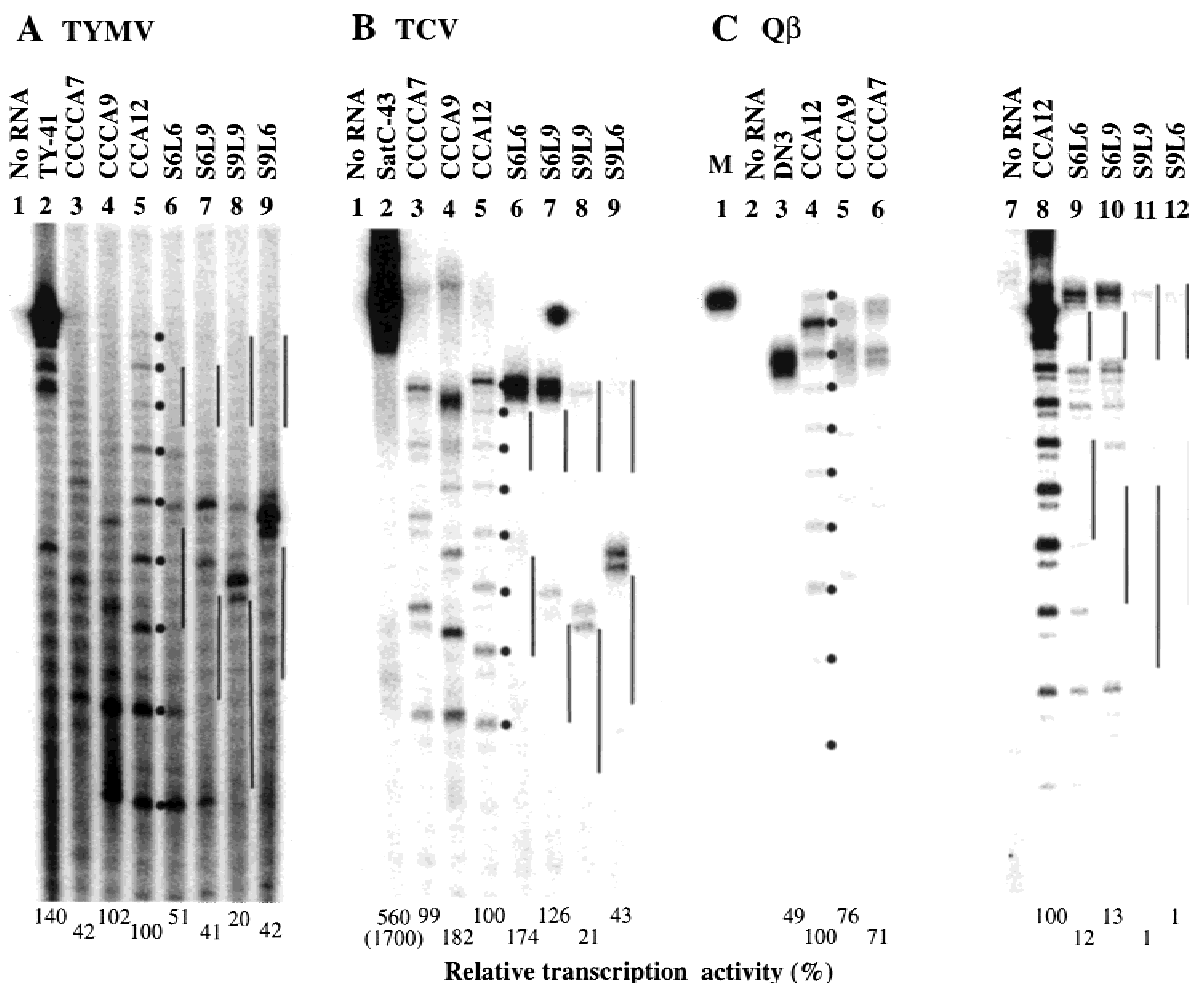 A TYMV
B TCV
C Qβ
No RNA
TY-41
CCCCA7
CCCA9
CCA12
S6L6
S6L9
S9L9
S9L6
1 2 3 4 5 6 7 8 9
No RNA
SatC-43
CCCCA7
CCCA9
CCA12
S6L6
S6L9
S9L9
S9L6
1 2 3 4 5 6 7 8 9
M
No RNA
DN3
CCA12
CCCA9
CCCCA7
1 2 3 4 5 6
No RNA
CCA12
S6L6
S6L9
S9L9
S9L6
7 8 9 10 11 12
140 102 51 20
42 100 41 42
560 99 100 126 43
(1700) 182 174 21
49 76
100 71
100 13 1
12 1
Relative transcription activity (%)